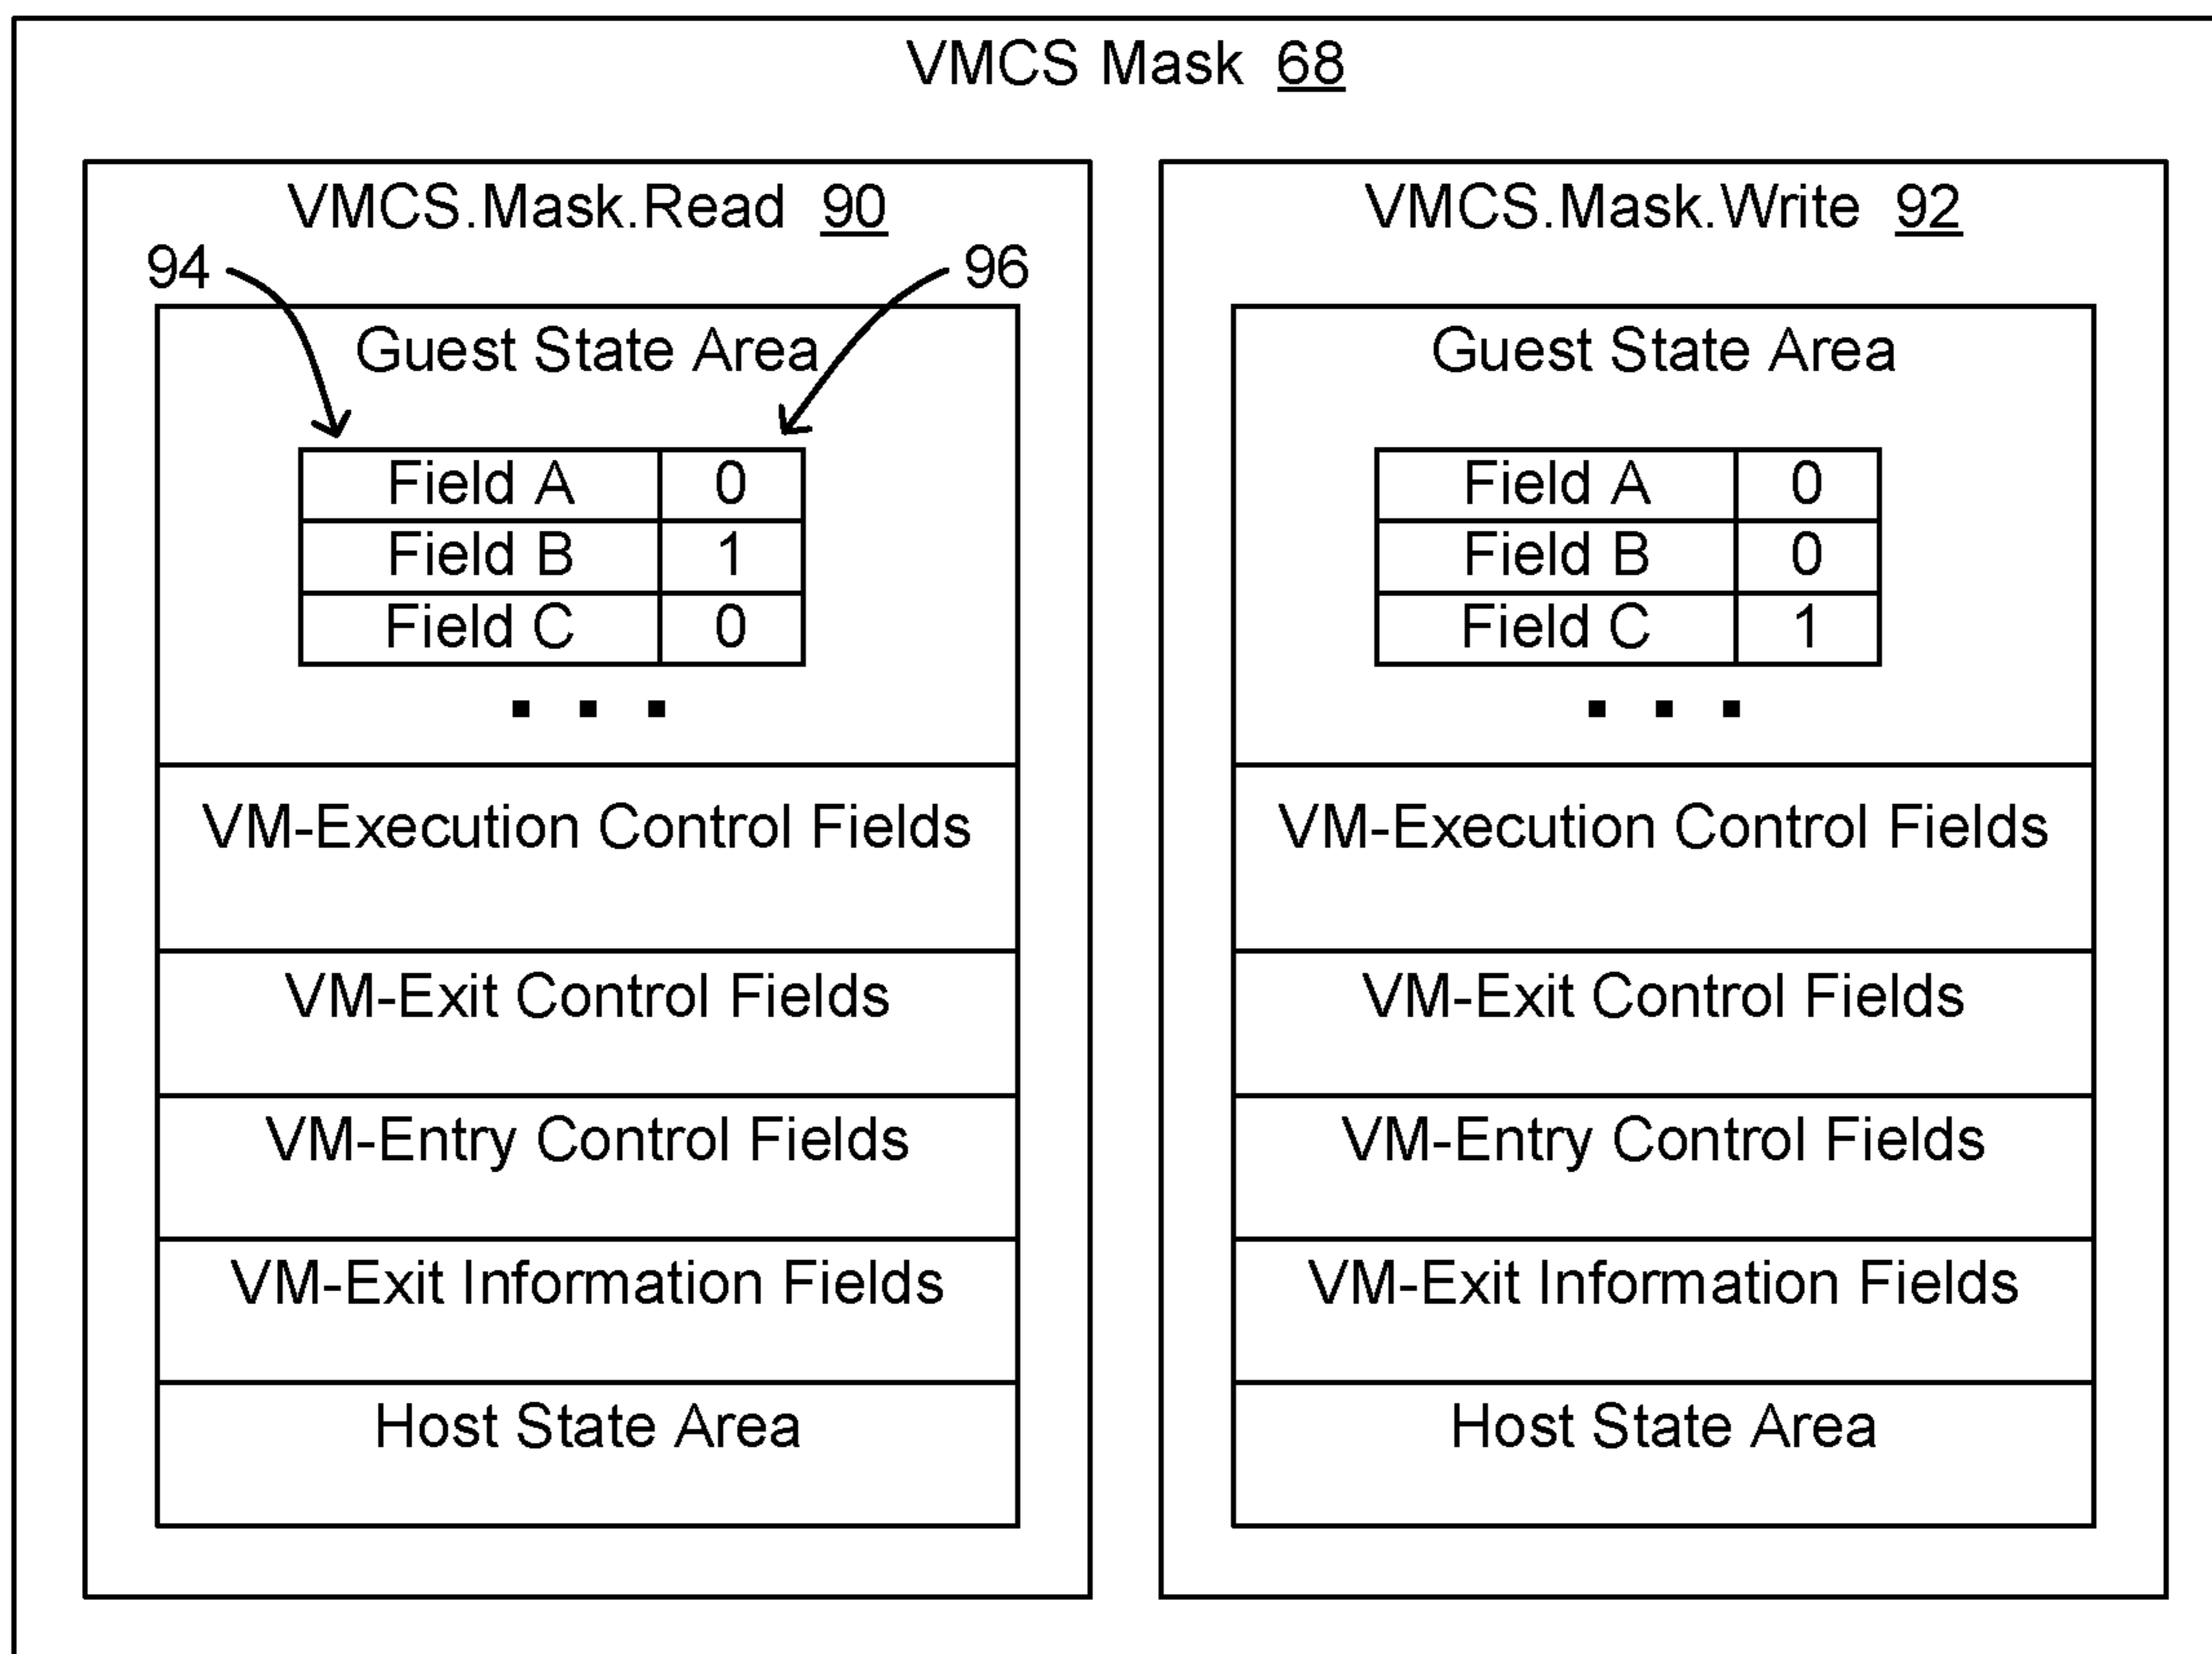 VMCS Mask 68
VMCS.Mask.Read 90
94
96
Guest State Area
Field A 0
Field B 1
Field C 0
. . .
VM-Execution Control Fields
VM-Exit Control Fields
VM-Entry Control Fields
VM-Exit Information Fields
Host State Area
VMCS.Mask.Write 92
Guest State Area
Field A 0
Field B 0
Field C 1
. . .
VM-Execution Control Fields
VM-Exit Control Fields
VM-Entry Control Fields
VM-Exit Information Fields
Host State Area